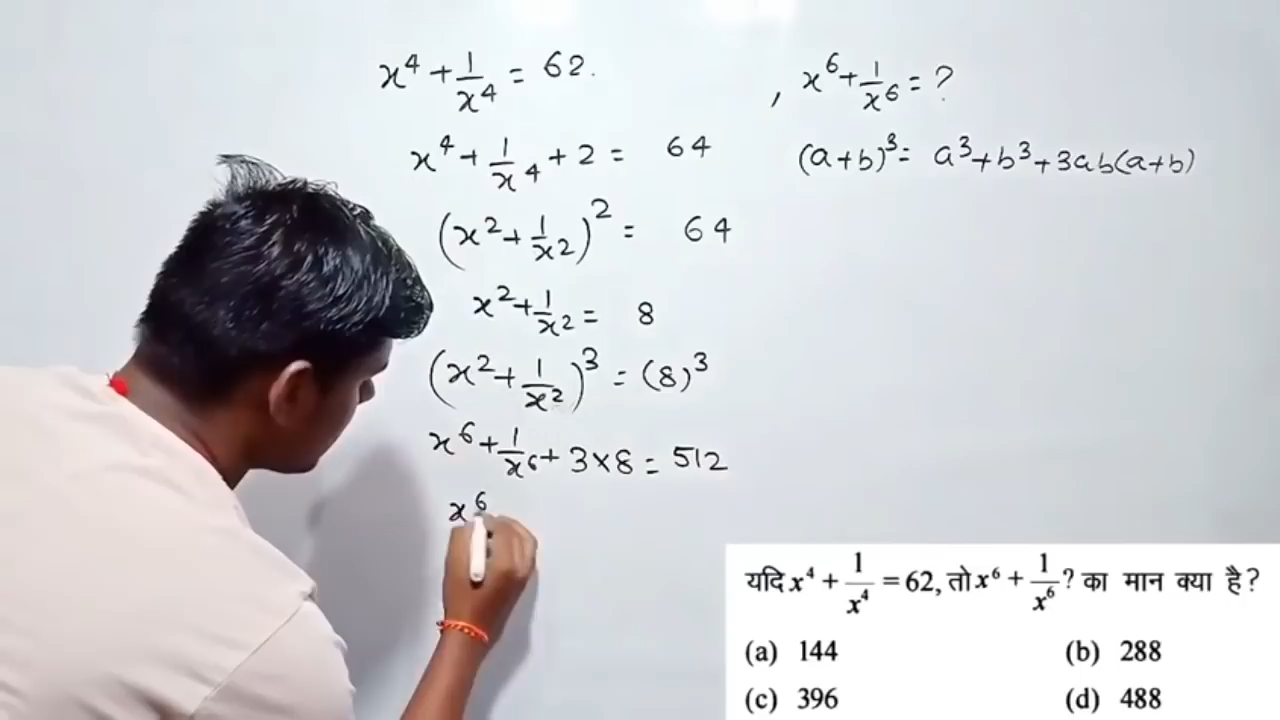 x⁴ + 1/x⁴ = 62.
, x⁶ + 1/x⁶ = ?
x⁴ + 1/x⁴ + 2 = 64
(a+b)³ = a³+b³+3ab(a+b)
(x² + 1/x²)² = 64
x² + 1/x² = 8
(x² + 1/x²)³ = (8)³
x⁶ + 1/x⁶ + 3×8 = 512
x⁶
यदि x⁴ + 1/x⁴ = 62, तो x⁶ + 1/x⁶ ? का मान क्या है ?
(a) 144 (b) 288
(c) 396 (d) 488